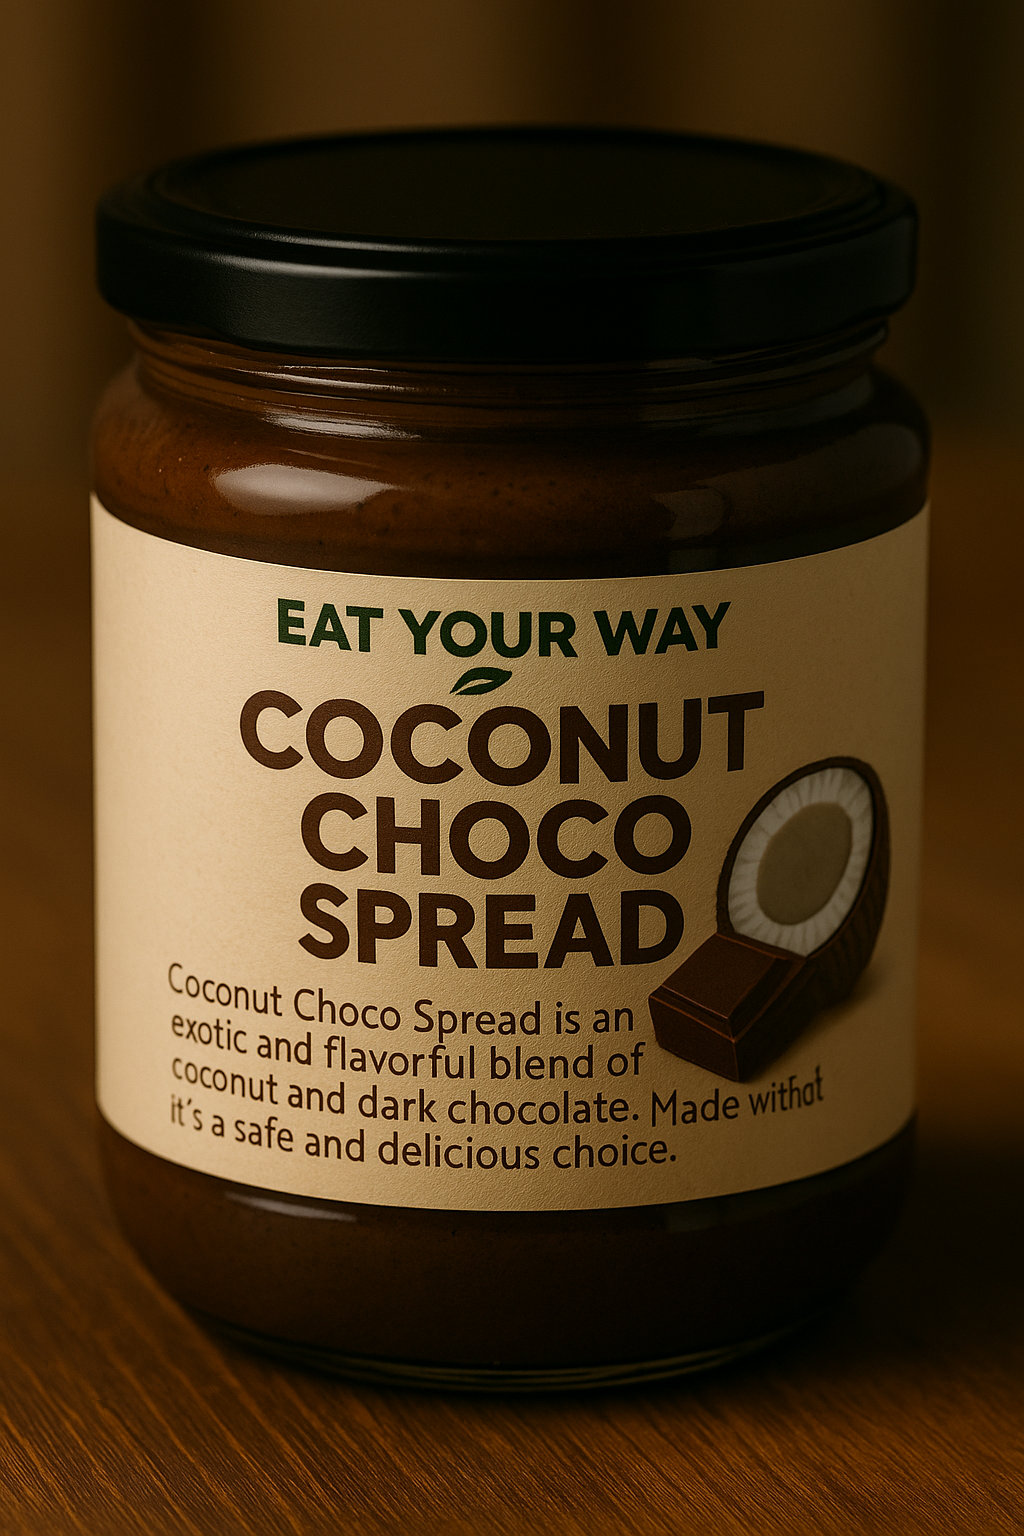 EAT YOUR WAY
COCONUT
CHOCO
SPREAD
Coconut Choco Spread is an
exotic and flavorful blend of
coconut and dark chocolate. Made withat
it's a safe and delicious choice.